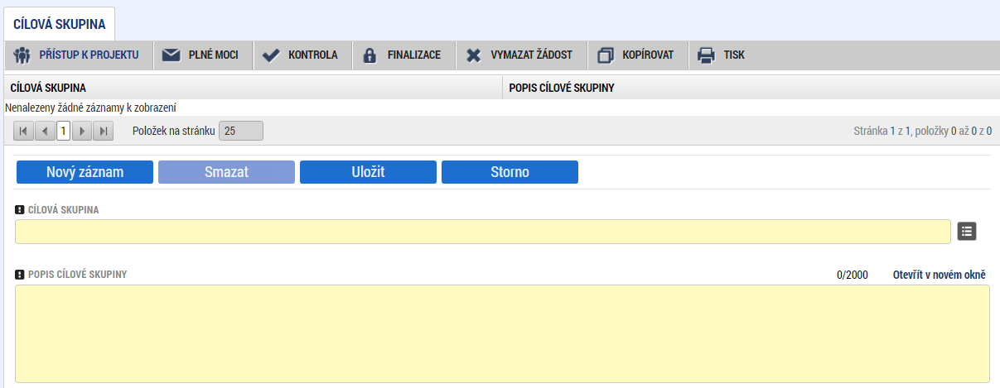 CÍLOVÁ SKUPINA
PŘÍSTUP K PROJEKTU PLNÉ MOCI KONTROLA FINALIZACE VYMAZAT ŽÁDOST KOPÍROVAT TISK
CÍLOVÁ SKUPINA POPIS CÍLOVÉ SKUPINY
Nenalezeny žádné záznamy k zobrazení
1 Položek na stránku 25 Stránka 1 z 1, položky 0 až 0 z 0
Nový záznam Smazat Uložit Storno
CÍLOVÁ SKUPINA
POPIS CÍLOVÉ SKUPINY 0/2000 Otevřít v novém okně